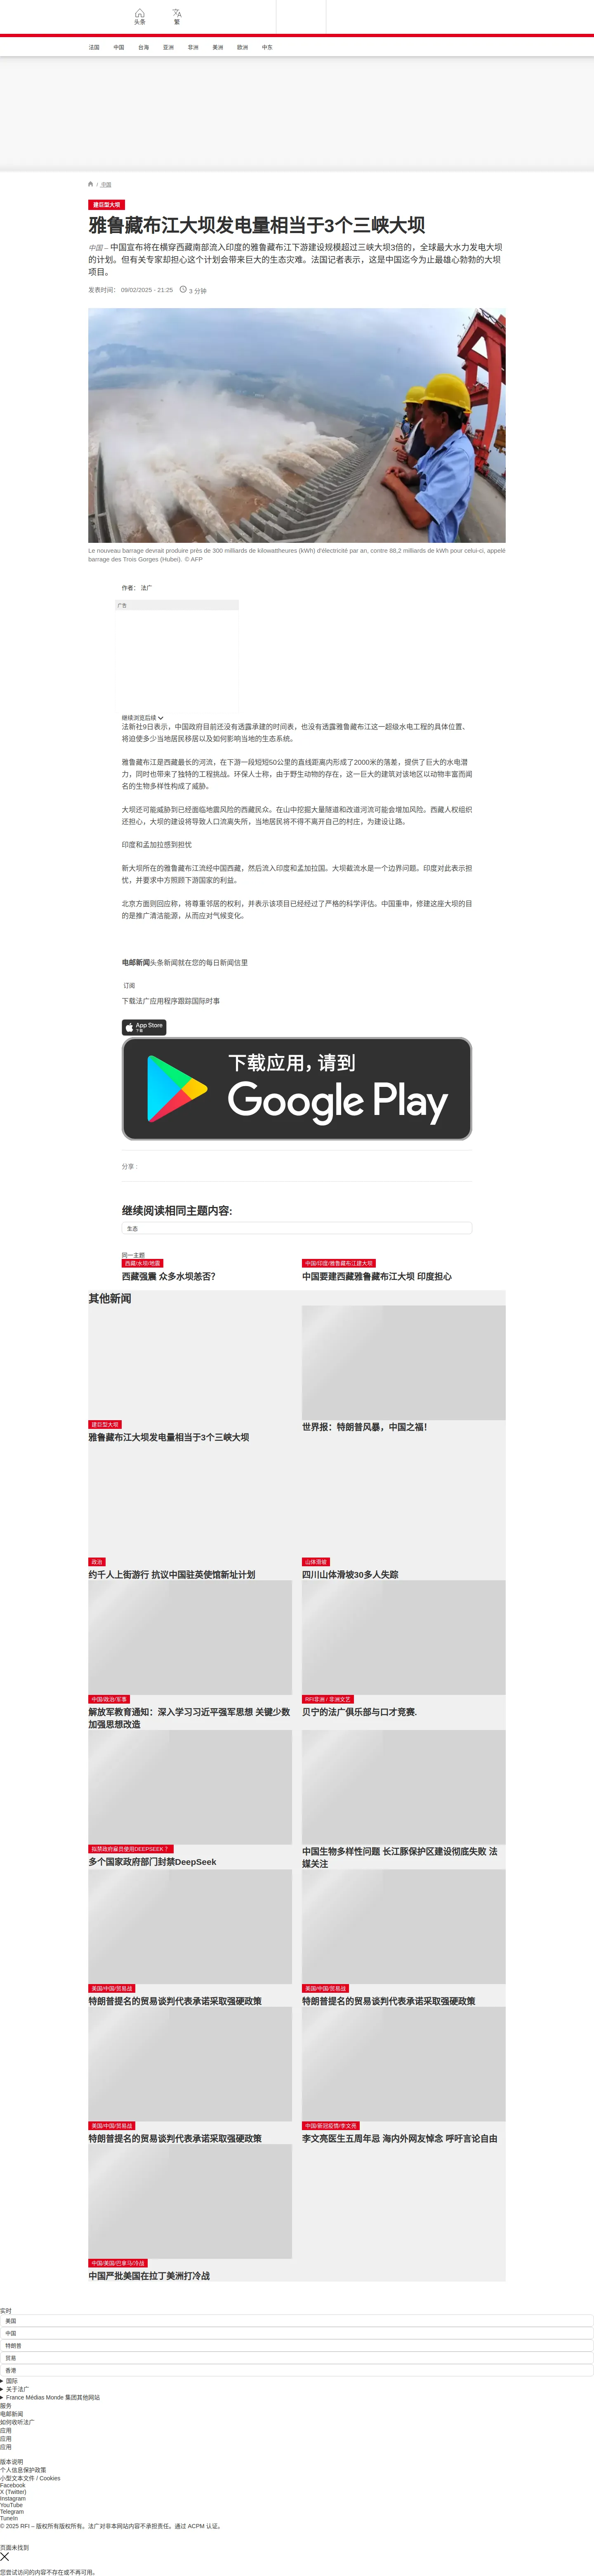 头条
繁
法国
中国
台海
亚洲
非洲
美洲
欧洲
中东
/ 中国
建巨型大坝
雅鲁藏布江大坝发电量相当于3个三峡大坝
中国 – 中国宣布将在横穿西藏南部流入印度的雅鲁藏布江下游建设规模超过三峡大坝3倍的，全球最大水力发电大坝
的计划。但有关专家却担心这个计划会带来巨大的生态灾难。法国记者表示，这是中国迄今为止最雄心勃勃的大坝
项目。
发表时间： 09/02/2025 - 21:25 3 分钟
Le nouveau barrage devrait produire près de 300 milliards de kilowattheures (kWh) d'électricité par an, contre 88,2 milliards de kWh pour celui-ci, appelé
barrage des Trois Gorges (Hubei). © AFP
作者： 法广
广告
继续浏览后续
法新社9日表示，中国政府目前还没有透露承建的时间表，也没有透露雅鲁藏布江这一超级水电工程的具体位置、
将迫使多少当地居民移居以及如何影响当地的生态系统。
雅鲁藏布江是西藏最长的河流，在下游一段短短50公里的直线距离内形成了2000米的落差，提供了巨大的水电潜
力，同时也带来了独特的工程挑战。环保人士称，由于野生动物的存在，这一巨大的建筑对该地区以动物丰富而闻
名的生物多样性构成了威胁。
大坝还可能威胁到已经面临地震风险的西藏民众。在山中挖掘大量隧道和改道河流可能会增加风险。西藏人权组织
还担心，大坝的建设将导致人口流离失所，当地居民将不得不离开自己的村庄，为建设让路。
印度和孟加拉感到担忧
新大坝所在的雅鲁藏布江流经中国西藏，然后流入印度和孟加拉国。大坝截流水是一个边界问题。印度对此表示担
忧，并要求中方照顾下游国家的利益。
北京方面则回应称，将尊重邻居的权利，并表示该项目已经经过了严格的科学评估。中国重申，修建这座大坝的目
的是推广清洁能源，从而应对气候变化。
电邮新闻头条新闻就在您的每日新闻信里
订阅
下载法广应用程序跟踪国际时事
App Store
下载
下载应用，请到
Google Play
分享 :
继续阅读相同主题内容:
生态
同一主题
西藏/水坝/地震
西藏强震 众多水坝恙否？
中国/印度/雅鲁藏布江建大坝
中国要建西藏雅鲁藏布江大坝 印度担心
其他新闻
建巨型大坝
雅鲁藏布江大坝发电量相当于3个三峡大坝
世界报：特朗普风暴，中国之福！
政治
约千人上街游行 抗议中国驻英使馆新址计划
山体滑坡
四川山体滑坡30多人失踪
中国/政治/军事
解放军教育通知：深入学习习近平强军思想 关键少数
加强思想改造
RFI非洲 / 非洲文艺
贝宁的法广俱乐部与口才竞赛.
拟禁政府雇员使用DEEPSEEK ?
多个国家政府部门封禁DeepSeek
中国生物多样性问题 长江豚保护区建设彻底失败 法
媒关注
美国/中国/贸易战
特朗普提名的贸易谈判代表承诺采取强硬政策
美国/中国/贸易战
特朗普提名的贸易谈判代表承诺采取强硬政策
美国/中国/贸易战
特朗普提名的贸易谈判代表承诺采取强硬政策
中国/新冠疫情/李文亮
李文亮医生五周年忌 海内外网友悼念 呼吁言论自由
中国/美国/巴拿马/冷战
中国严批美国在拉丁美洲打冷战
实时
美国
中国
特朗普
贸易
香港
国际
关于法广
France Médias Monde 集团其他网站
服务
电邮新闻
如何收听法广
应用
应用
应用
版本说明
个人信息保护政策
小型文本文件 / Cookies
Facebook
X (Twitter)
Instagram
YouTube
Telegram
TuneIn
© 2025 RFI – 版权所有版权所有。法广对非本网站内容不承担责任。通过 ACPM 认证。
页面未找到
您尝试访问的内容不存在或不再可用。